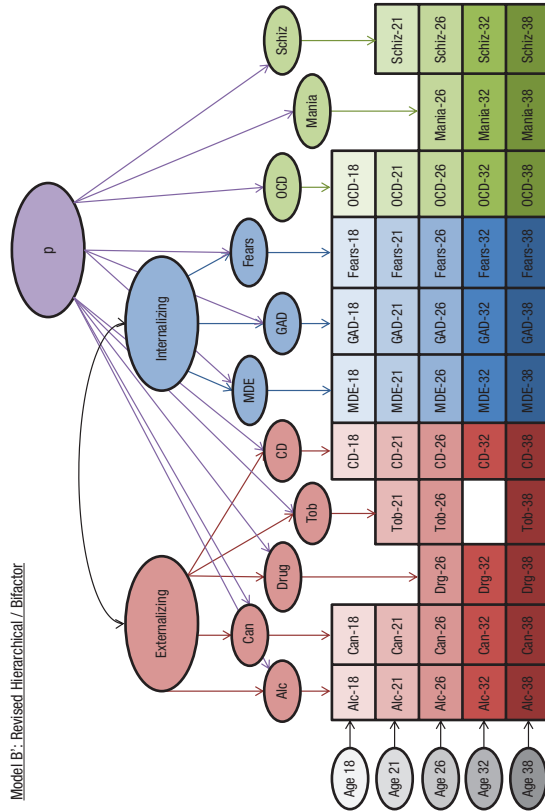 Model B': Revised Hierarchical / Bifactor
p
Externalizing
Internalizing
Alc
Can
Drug
Tob
CD
MDE
GAD
Fears
OCD
Mania
Schiz
Age 18
Alc-18
Can-18
CD-18
MDE-18
GAD-18
Fears-18
OCD-18
Age 21
Alc-21
Can-21
Tob-21
CD-21
MDE-21
GAD-21
Fears-21
OCD-21
Schiz-21
Age 26
Alc-26
Can-26
Drg-26
Tob-26
CD-26
MDE-26
GAD-26
Fears-26
OCD-26
Mania-26
Schiz-26
Age 32
Alc-32
Can-32
Drg-32
CD-32
MDE-32
GAD-32
Fears-32
OCD-32
Mania-32
Schiz-32
Age 38
Alc-38
Can-38
Drg-38
Tob-38
CD-38
MDE-38
GAD-38
Fears-38
OCD-38
Mania-38
Schiz-38